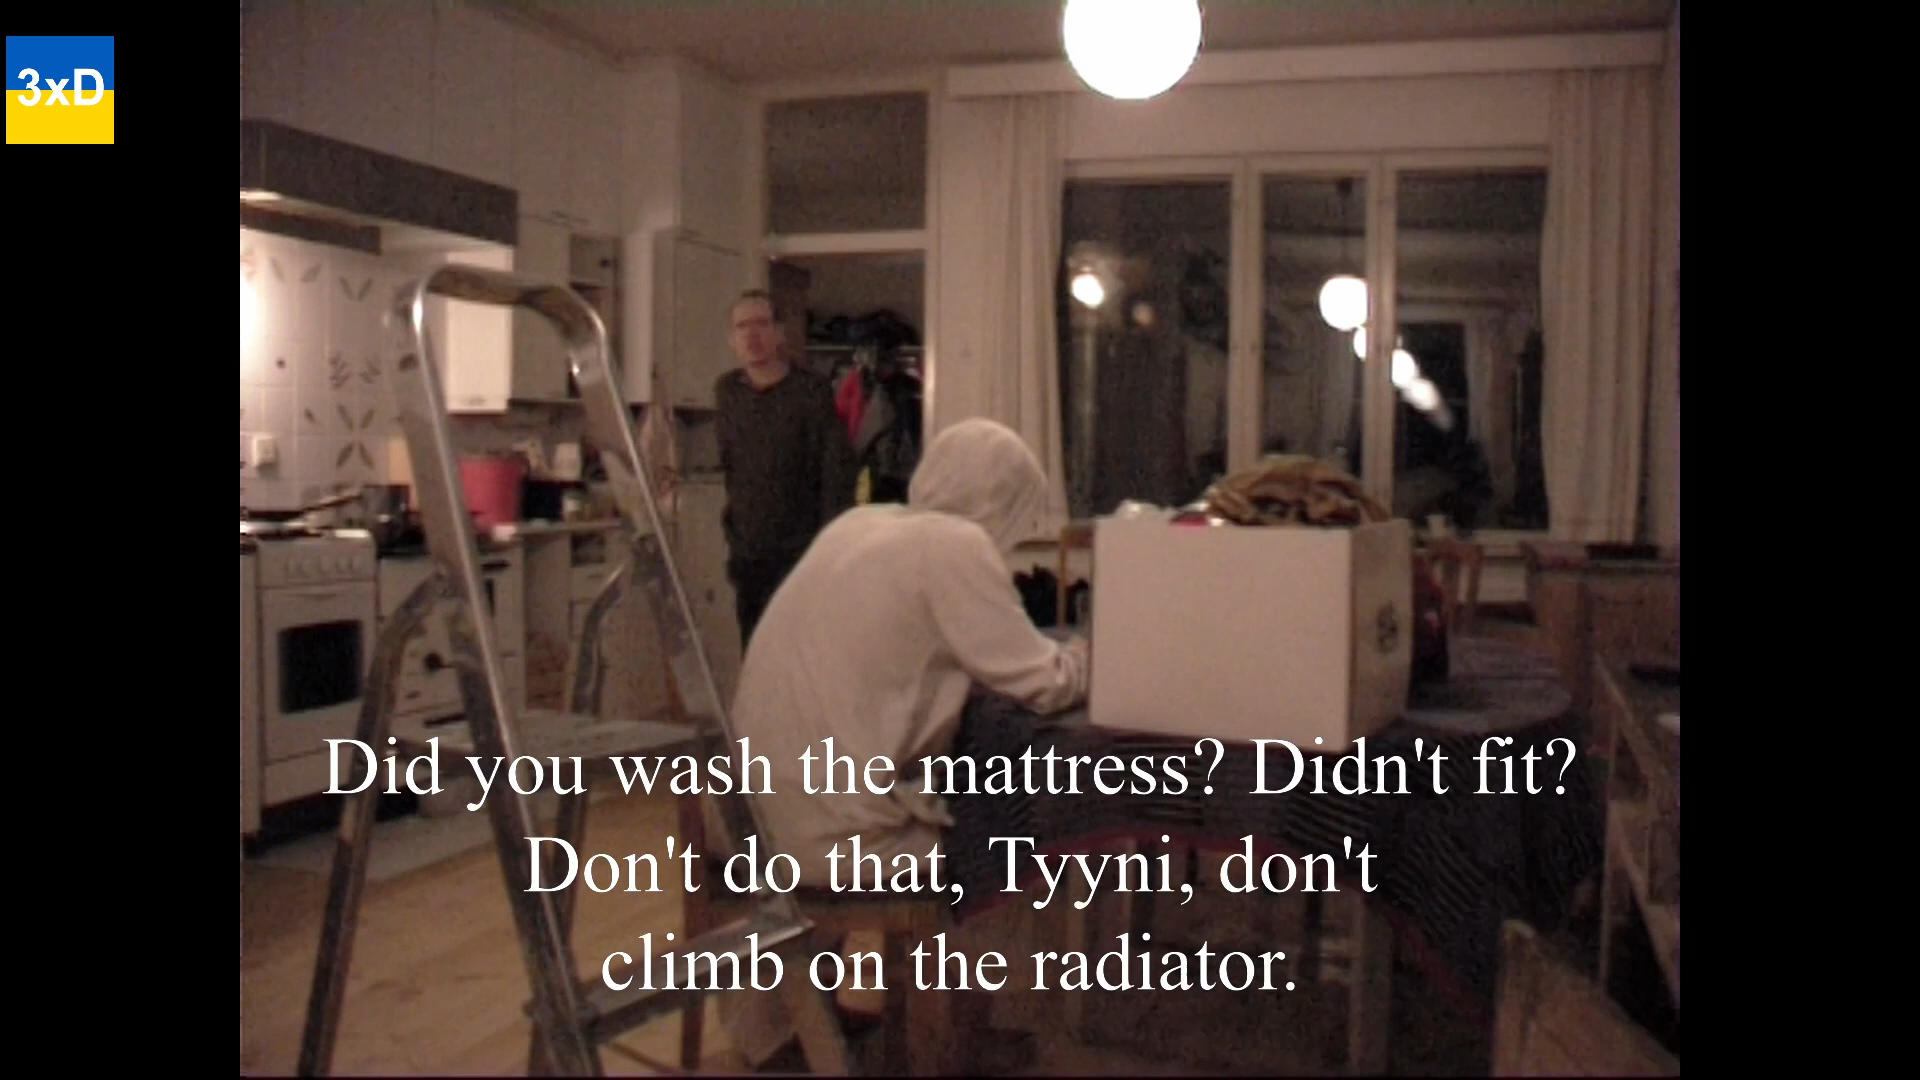 3xD
Did you wash the mattress? Didn't fit?
Don't do that, Tyyni, don't
climb on the radiator.